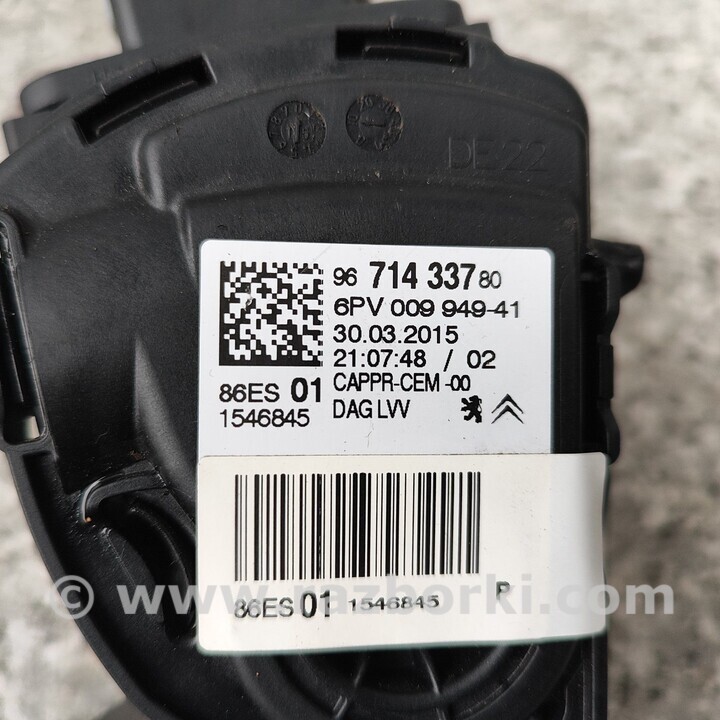 DE22
96 714 337 80
6PV 009 949-41
30.03.2015
21:07:48 / 02
86ES 01 CAPPR-CEM -00
1546845 DAG LVV
86ES 01 1546845 P
© www.razborki.com